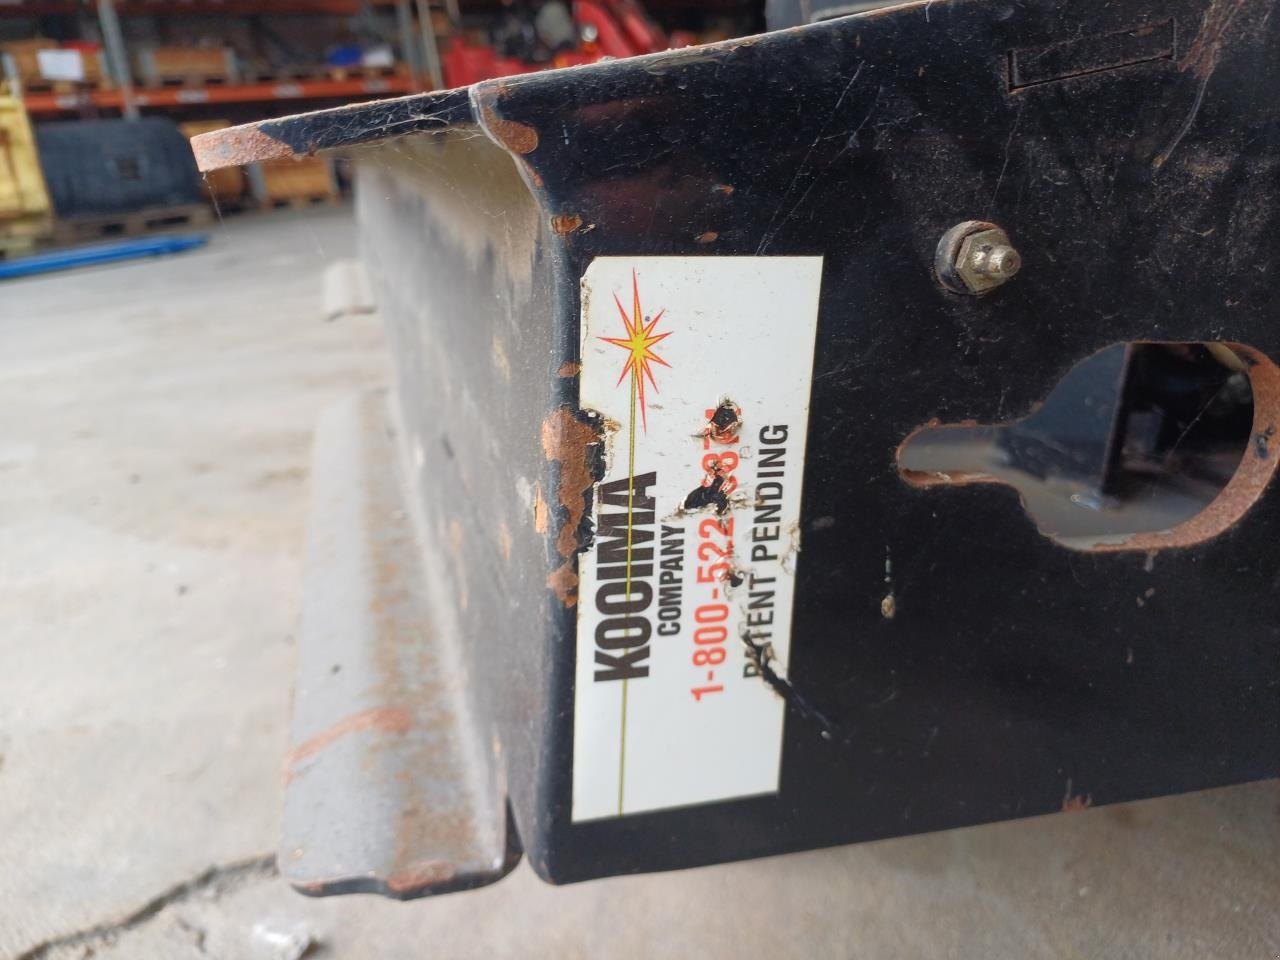 KOOIMA
COMPANY
1-800-522
PATENT PENDING